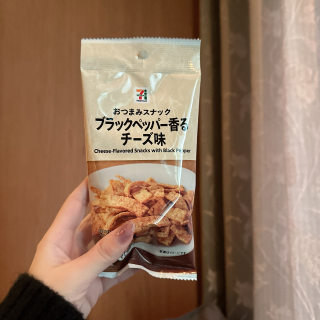 7
おつまみスナック
ブラックペッパー香る
チーズ味
Cheese-Flavored Snacks with Black Pepper